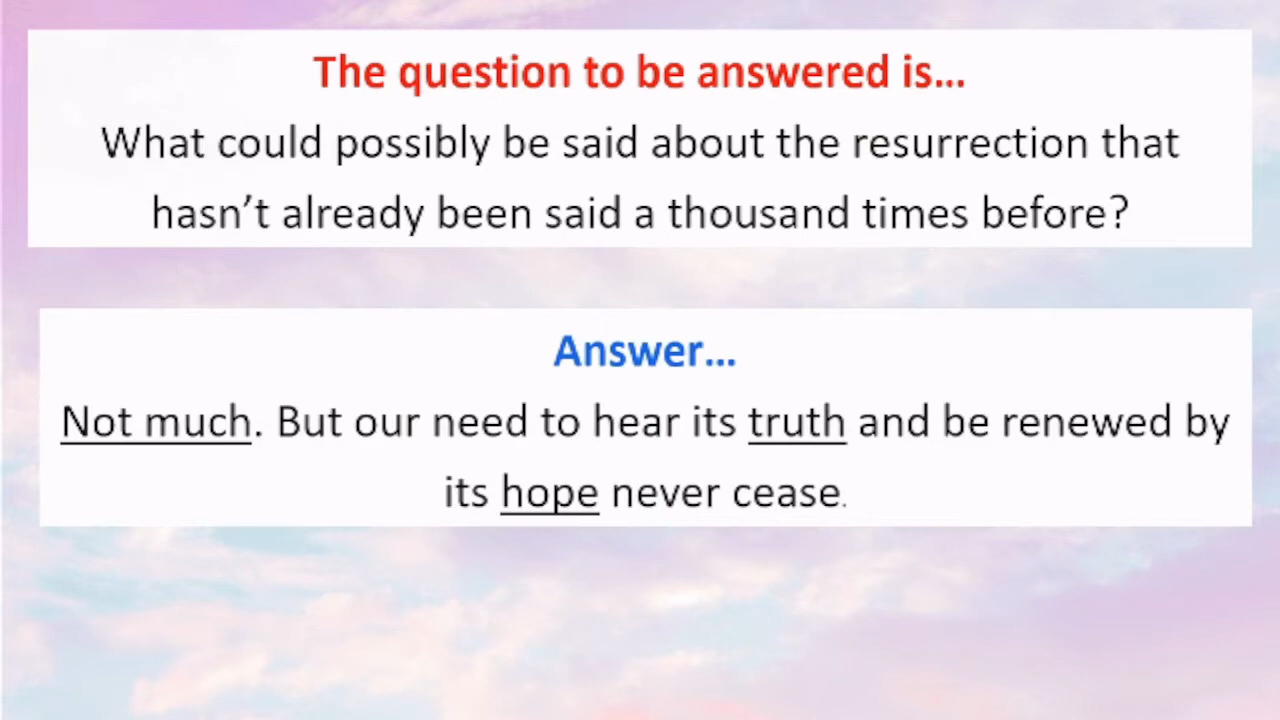 The question to be answered is…
What could possibly be said about the resurrection that
hasn’t already been said a thousand times before?
Answer…
Not much. But our need to hear its truth and be renewed by
its hope never cease.